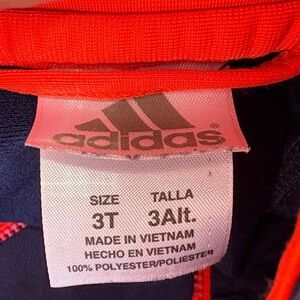 adidas®
SIZE TALLA
3T 3Alt.
MADE IN VIETNAM
HECHO EN VIETNAM
100% POLYESTER/POLIESTER